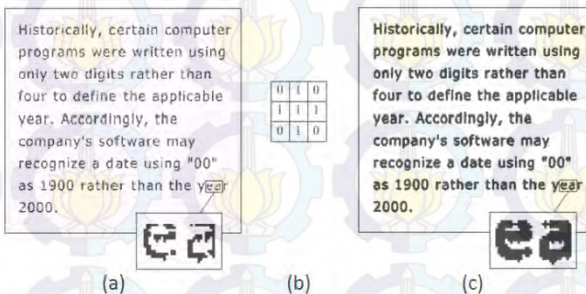 Historically, certain computer
programs were written using
only two digits rather than
four to define the applicable
year. Accordingly, the
company's software may
recognize a date using "00"
as 1900 rather than the year
2000.
ea
(a)
0 1 0
1 1 1
0 1 0
(b)
Historically, certain computer
programs were written using
only two digits rather than
four to define the applicable
year. Accordingly, the
company's software may
recognize a date using "00"
as 1900 rather than the year
2000.
ea
(c)